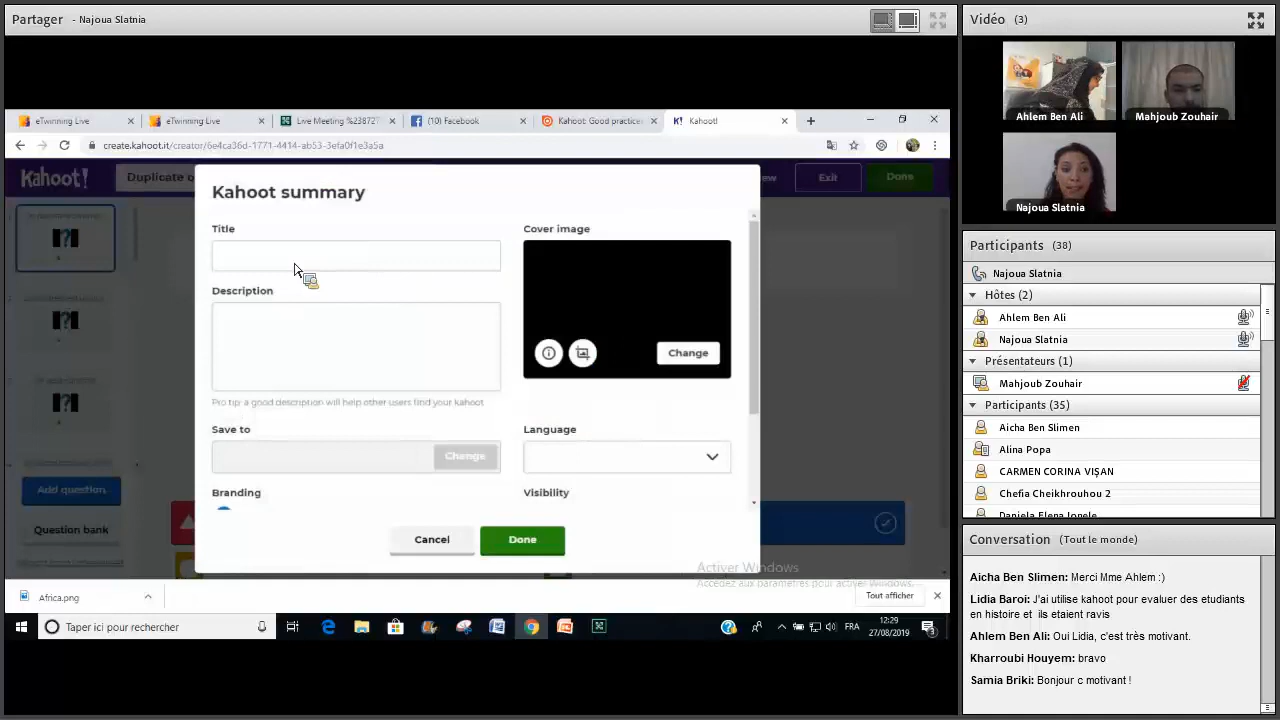 Partager - Najoua Slatnia
eTwinning Live
eTwinning Live
Live Meeting %23872
(10) Facebook
Kahoot: Good practice
Kahoot!
create.kahoot.it/creator/6e4ca36d-1771-4414-ab53-3efa0f1e3a5a
Kahoot!
Duplicate o
ew
Exit
Done
Kahoot summary
Title
Cover image
Change
Description
Pro tip: a good description will help other users find your kahoot
Save to
Change
Language
Branding
Visibility
Cancel
Done
Add question
Question bank
Activer Windows
Accédez aux paramètres pour activer Windows.
Africa.png
Tout afficher
Taper ici pour rechercher
FRA
12:29
27/08/2019
3
Vidéo (3)
Ahlem Ben Ali
Mahjoub Zouhair
Najoua Slatnia
Participants (38)
Najoua Slatnia
Hôtes (2)
Ahlem Ben Ali
Najoua Slatnia
Présentateurs (1)
Mahjoub Zouhair
Participants (35)
Aicha Ben Slimen
Alina Popa
CARMEN CORINA VIŞAN
Chefia Cheikhrouhou 2
Daniela Elena Ionele
Conversation (Tout le monde)
Aicha Ben Slimen: Merci Mme Ahlem :)
Lidia Baroi: J'ai utilise kahoot pour evaluer des etudiants
en histoire et ils etaient ravis
Ahlem Ben Ali: Oui Lidia, c'est très motivant.
Kharroubi Houyem: bravo
Samia Briki: Bonjour c motivant !